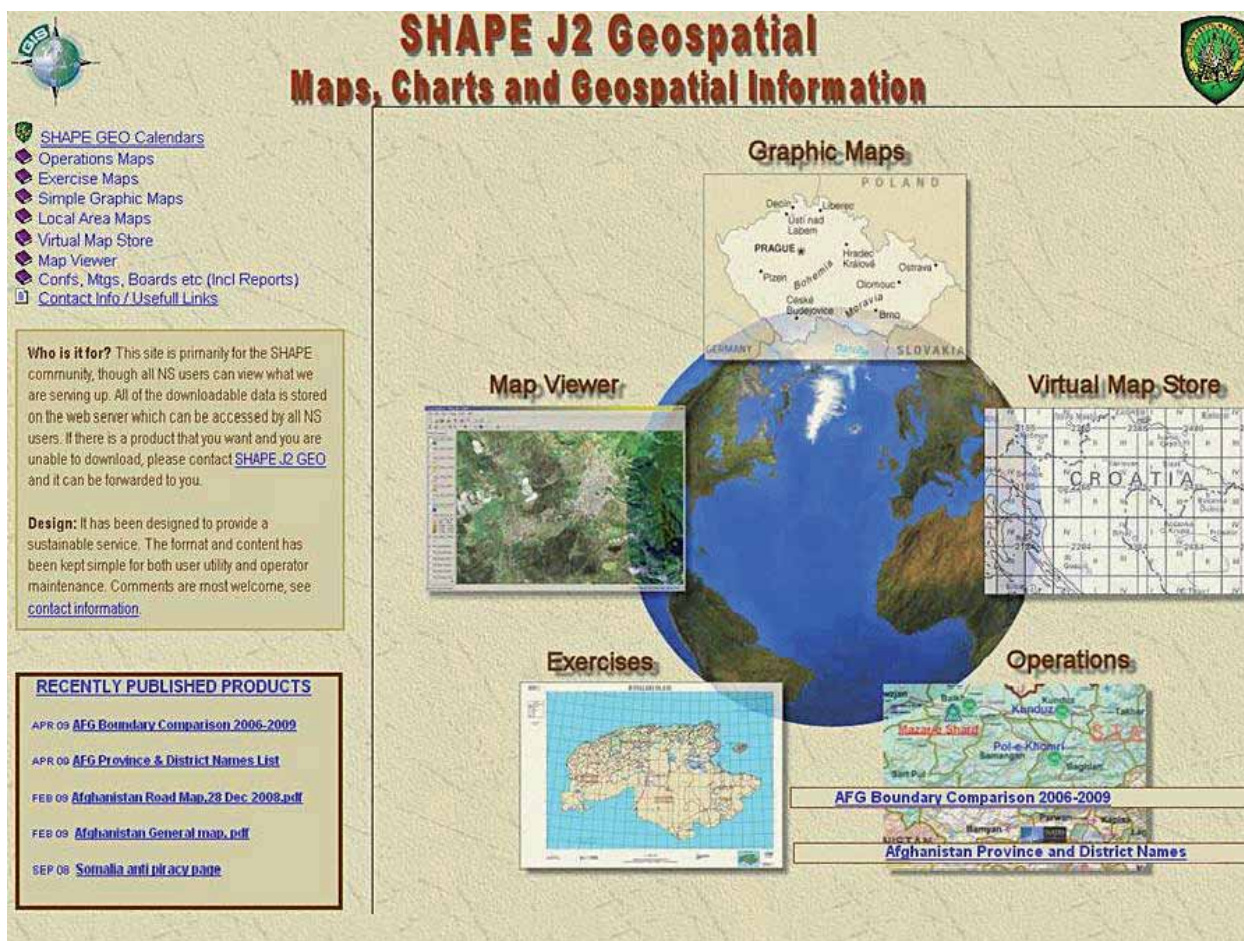 GIS
SHAPE J2 Geospatial
Maps, Charts and Geospatial Information
SHAPE GEO Calendars
Operations Maps
Exercise Maps
Simple Graphic Maps
Local Area Maps
Virtual Map Store
Map Viewer
Confs, Mtgs, Boards etc (Incl Reports)
Contact Info / Usefull Links
Who is it for? This site is primarily for the SHAPE
community, though all NS users can view what we
are serving up. All of the downloadable data is stored
on the web server which can be accessed by all NS
users. If there is a product that you want and you are
unable to download, please contact SHAPE J2 GEO
and it can be forwarded to you.
Design: It has been designed to provide a
sustainable service. The format and content has
been kept simple for both user utility and operator
maintenance. Comments are most welcome, see
contact information.
RECENTLY PUBLISHED PRODUCTS
APR 09 AFG Boundary Comparison 2006-2009
APR 09 AFG Province & District Names List
FEB 09 Afghanistan Road Map,28 Dec 2008.pdf
FEB 09 Afghanistan General map, pdf
SEP 08 Somalia anti piracy page
Graphic Maps
POLAND
Decin
Liberec
Ústí nad
Labem
PRAGUE
Hradec
Králové
Ostrava
Plzen
Bohemia
Olomouc
České
Budejovice
Moravia
Brno
GERMANY
Danube
SLOVAKIA
Map Viewer
Virtual Map Store
CROATIA
Exercises
Operations
Balkh
Kunduz
Kunduz
Takhar
Mazar-e Sharif
Pol-e-Khomri
Samangan
Sari Pul
Baglan
AFG Boundary Comparison 2006-2009
Bamyan
Parwan
Kapisa
Afghanistan Province and District Names